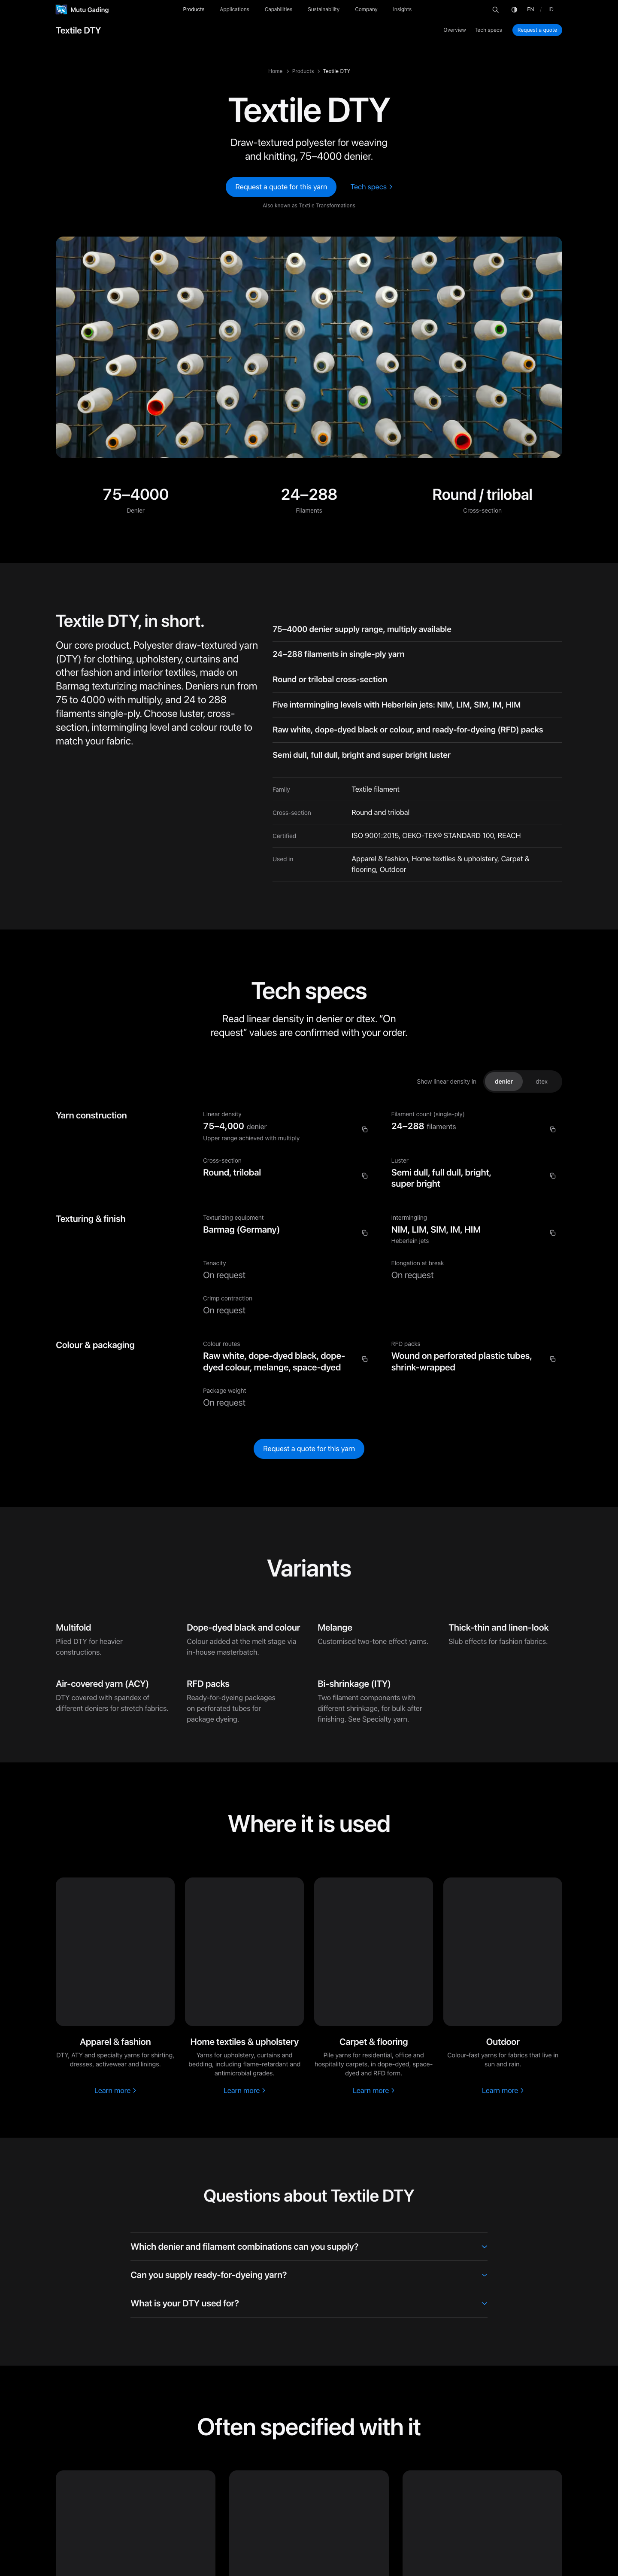 Mutu Gading
Products
Applications
Capabilities
Sustainability
Company
Insights
EN | ID
Textile DTY
Overview
Tech specs
Request a quote
Home > Products > Textile DTY
Textile DTY
Draw-textured polyester for weaving
and knitting, 75–4000 denier.
Request a quote for this yarn
Tech specs
Also known as Textile Transformations
75–4000
Denier
24–288
Filaments
Round / trilobal
Cross-section
Textile DTY, in short.
Our core product. Polyester draw-textured yarn
(DTY) for clothing, upholstery, curtains and
other fashion and interior textiles, made on
Barmag texturizing machines. Deniers run from
75 to 4000 with multiply, and 24 to 288
filaments single-ply. Choose luster, cross-
section, intermingling level and colour route to
match your fabric.
75–4000 denier supply range, multiply available
24–288 filaments in single-ply yarn
Round or trilobal cross-section
Five intermingling levels with Heberlein jets: NIM, LIM, SIM, IM, HIM
Raw white, dope-dyed black or colour, and ready-for-dyeing (RFD) packs
Semi dull, full dull, bright and super bright luster
Family
Textile filament
Cross-section
Round and trilobal
Certified
ISO 9001:2015, OEKO-TEX® STANDARD 100, REACH
Used in
Apparel & fashion, Home textiles & upholstery, Carpet &
flooring, Outdoor
Tech specs
Read linear density in denier or dtex. “On
request” values are confirmed with your order.
Show linear density in
denier
dtex
Yarn construction
Linear density
75–4,000 denier
Upper range achieved with multiply
Filament count (single-ply)
24–288 filaments
Cross-section
Round, trilobal
Luster
Semi dull, full dull, bright,
super bright
Texturing & finish
Texturizing equipment
Barmag (Germany)
Intermingling
NIM, LIM, SIM, IM, HIM
Heberlein jets
Tenacity
On request
Elongation at break
On request
Crimp contraction
On request
Colour & packaging
Colour routes
Raw white, dope-dyed black, dope-
dyed colour, melange, space-dyed
RFD packs
Wound on perforated plastic tubes,
shrink-wrapped
Package weight
On request
Request a quote for this yarn
Variants
Multifold
Plied DTY for heavier
constructions.
Dope-dyed black and colour
Colour added at the melt stage via
in-house masterbatch.
Melange
Customised two-tone effect yarns.
Thick-thin and linen-look
Slub effects for fashion fabrics.
Air-covered yarn (ACY)
DTY covered with spandex of
different deniers for stretch fabrics.
RFD packs
Ready-for-dyeing packages
on perforated tubes for
package dyeing.
Bi-shrinkage (ITY)
Two filament components with
different shrinkage, for bulk after
finishing. See Specialty yarn.
Where it is used
Apparel & fashion
DTY, ATY and specialty yarns for shirting,
dresses, activewear and linings.
Learn more
Home textiles & upholstery
Yarns for upholstery, curtains and
bedding, including flame-retardant and
antimicrobial grades.
Learn more
Carpet & flooring
Pile yarns for residential, office and
hospitality carpets, in dope-dyed, space-
dyed and RFD form.
Learn more
Outdoor
Colour-fast yarns for fabrics that live in
sun and rain.
Learn more
Questions about Textile DTY
Which denier and filament combinations can you supply?
Can you supply ready-for-dyeing yarn?
What is your DTY used for?
Often specified with it